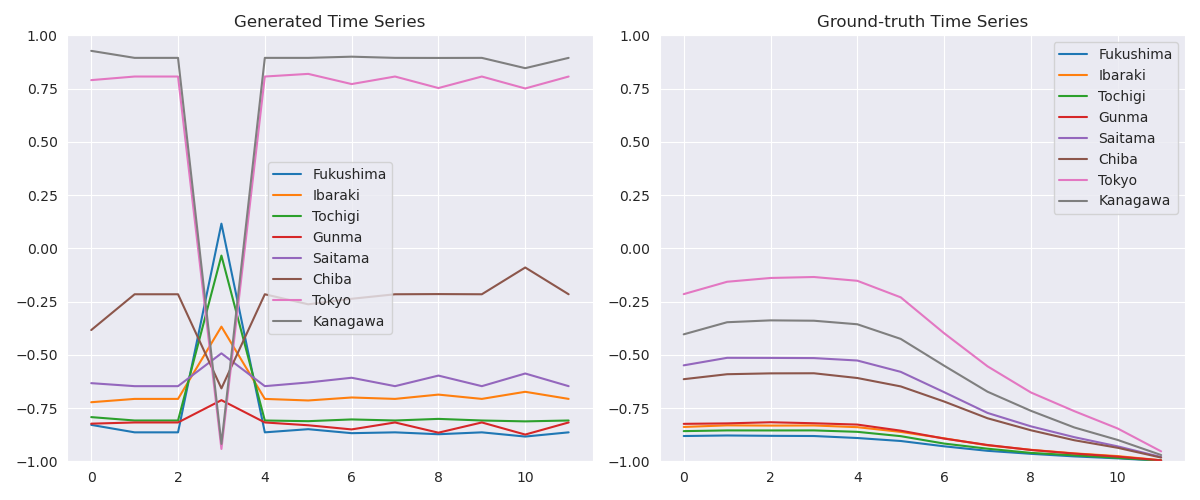 Generated Time Series
1.00
0.75
0.50
0.25
0.00
−0.25
−0.50
−0.75
−1.00
0 2 4 6 8 10
Fukushima
Ibaraki
Tochigi
Gunma
Saitama
Chiba
Tokyo
Kanagawa
Ground-truth Time Series
1.00
0.75
0.50
0.25
0.00
−0.25
−0.50
−0.75
−1.00
0 2 4 6 8 10
Fukushima
Ibaraki
Tochigi
Gunma
Saitama
Chiba
Tokyo
Kanagawa